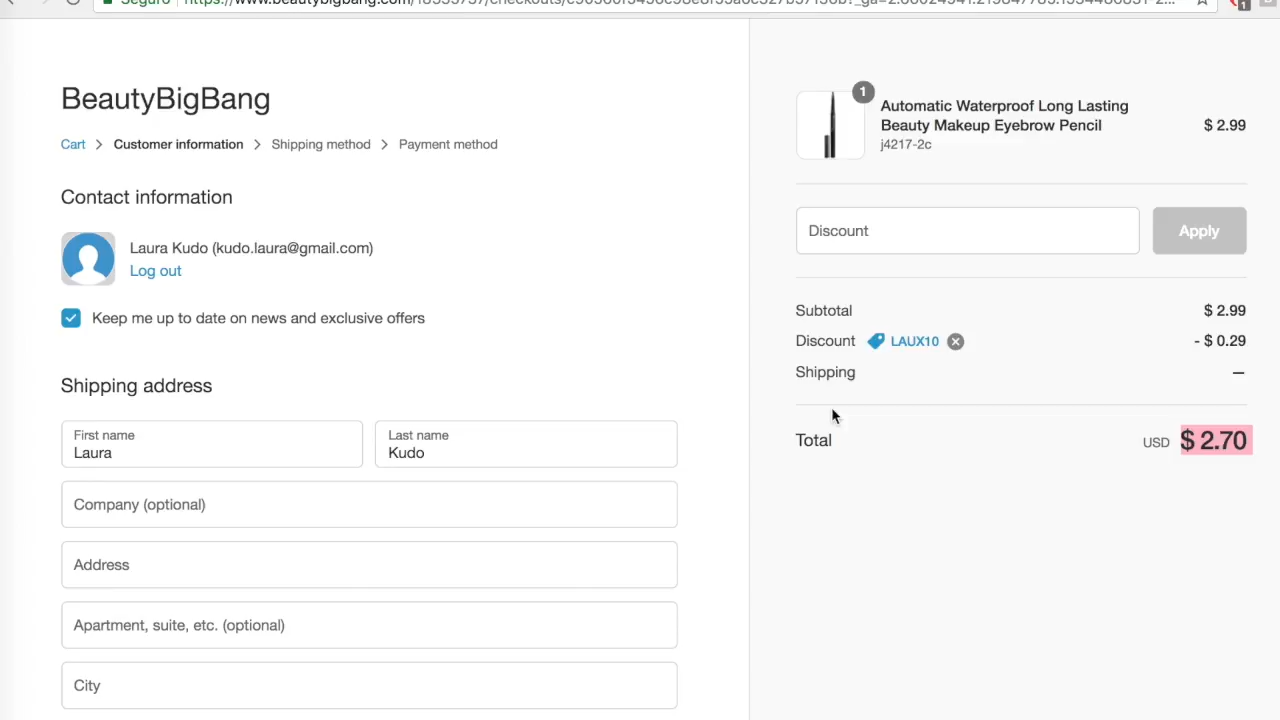 Seguro
BeautyBigBang
Cart > Customer information > Shipping method > Payment method
Contact information
Laura Kudo (kudo.laura@gmail.com)
Log out
Keep me up to date on news and exclusive offers
Shipping address
First name
Laura
Last name
Kudo
Company (optional)
Address
Apartment, suite, etc. (optional)
City
1
1
Automatic Waterproof Long Lasting
Beauty Makeup Eyebrow Pencil
j4217-2c
$ 2.99
Discount
Apply
Subtotal $ 2.99
Discount LAUX10 - $ 0.29
Shipping —
Total USD $ 2.70